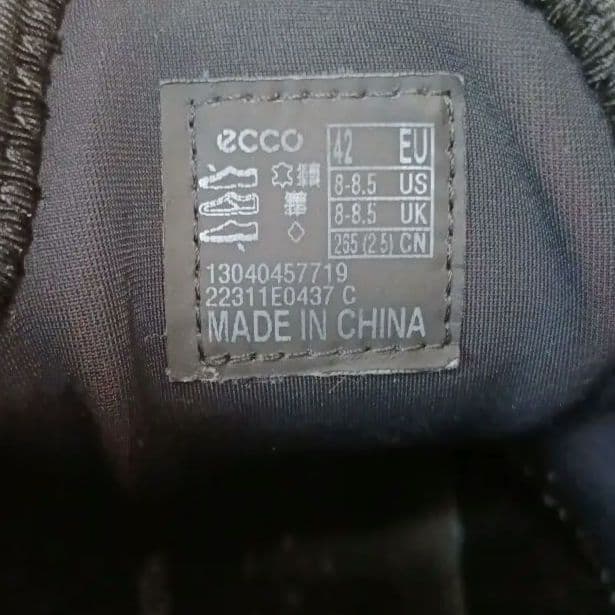 ecco
42 EU
8-8.5 US
8-8.5 UK
265 (2.5) CN
13040457719
22311E0437 C
MADE IN CHINA